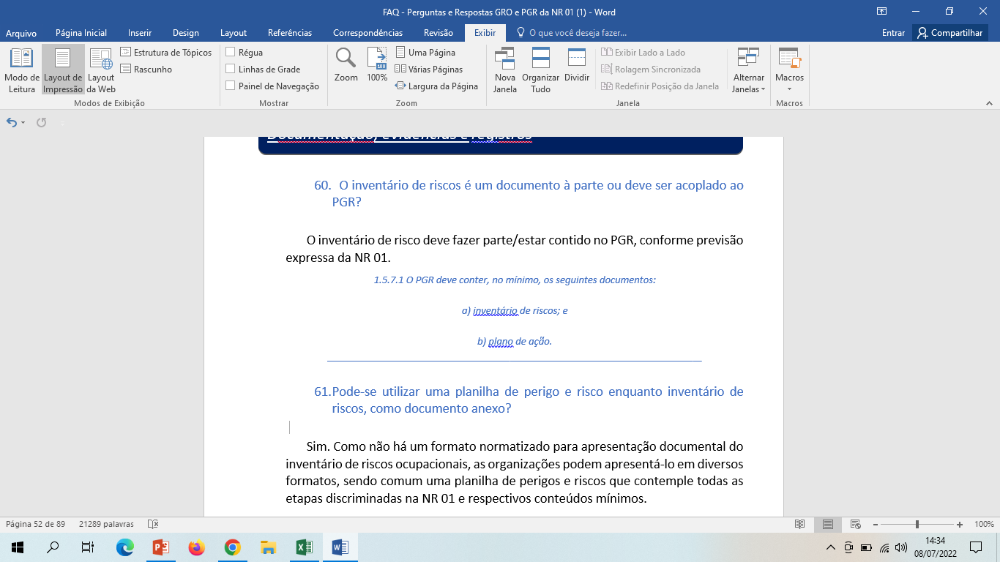 FAQ - Perguntas e Respostas GRO e PGR da NR 01 (1) - Word
Arquivo Página Inicial Inserir Design Layout Referências Correspondências Revisão Exibir O que você deseja fazer... Entrar Compartilhar
Modo de Leitura
Layout de Impressão
Layout da Web
Estrutura de Tópicos
Rascunho
Modos de Exibição
Régua
Linhas de Grade
Painel de Navegação
Mostrar
Zoom
100
100%
Uma Página
Várias Páginas
Largura da Página
Zoom
Nova Janela
Organizar Tudo
Dividir
Exibir Lado a Lado
Rolagem Sincronizada
Redefinir Posição da Janela
Janela
Alternar Janelas
Macros
Macros
Documentação, evidências e registros
60. O inventário de riscos é um documento à parte ou deve ser acoplado ao
PGR?
O inventário de risco deve fazer parte/estar contido no PGR, conforme previsão
expressa da NR 01.
1.5.7.1 O PGR deve conter, no mínimo, os seguintes documentos:
a) inventário de riscos; e
b) plano de ação.
61.Pode-se utilizar uma planilha de perigo e risco enquanto inventário de
riscos, como documento anexo?
Sim. Como não há um formato normatizado para apresentação documental do
inventário de riscos ocupacionais, as organizações podem apresentá-lo em diversos
formatos, sendo comum uma planilha de perigos e riscos que contemple todas as
etapas discriminadas na NR 01 e respectivos conteúdos mínimos.
Página 52 de 89 21289 palavras 100%
14:34
08/07/2022